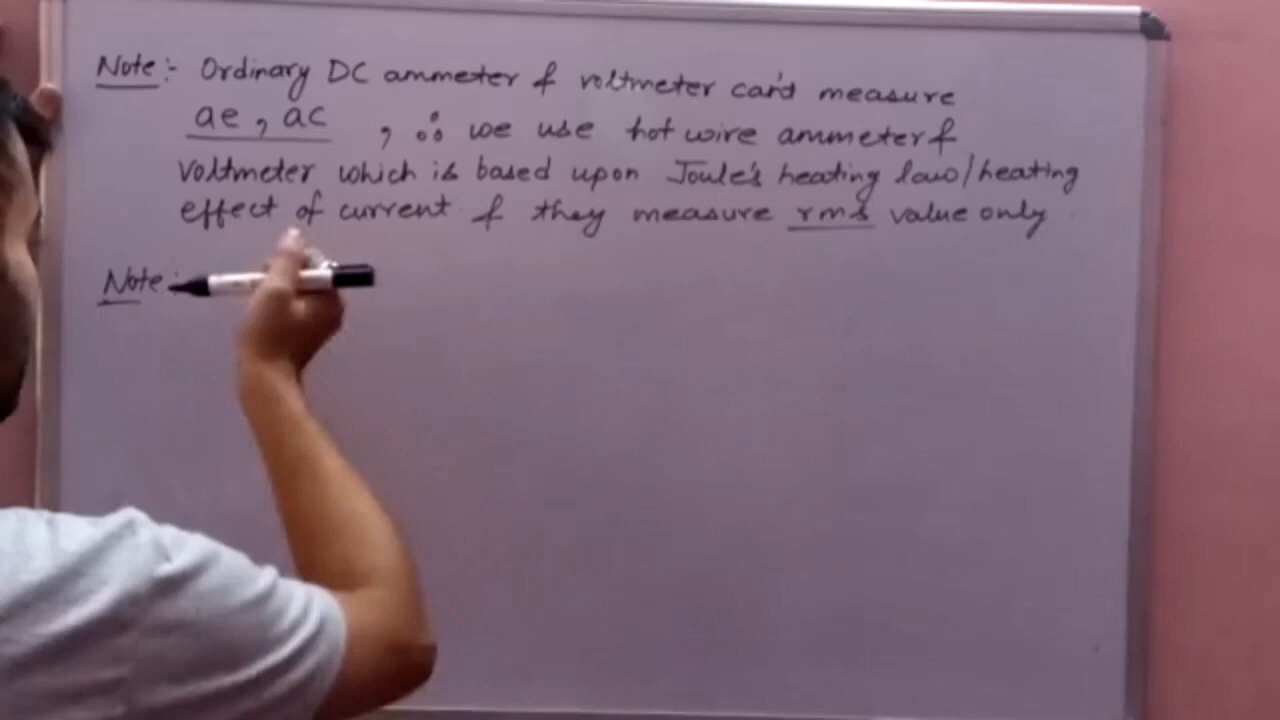 Note:- Ordinary DC ammeter & voltmeter can't measure
ae, ac, ∴ we use hot wire ammeter &
voltmeter which is based upon Joule's heating law/heating
effect of current & they measure rms value only
Note:-